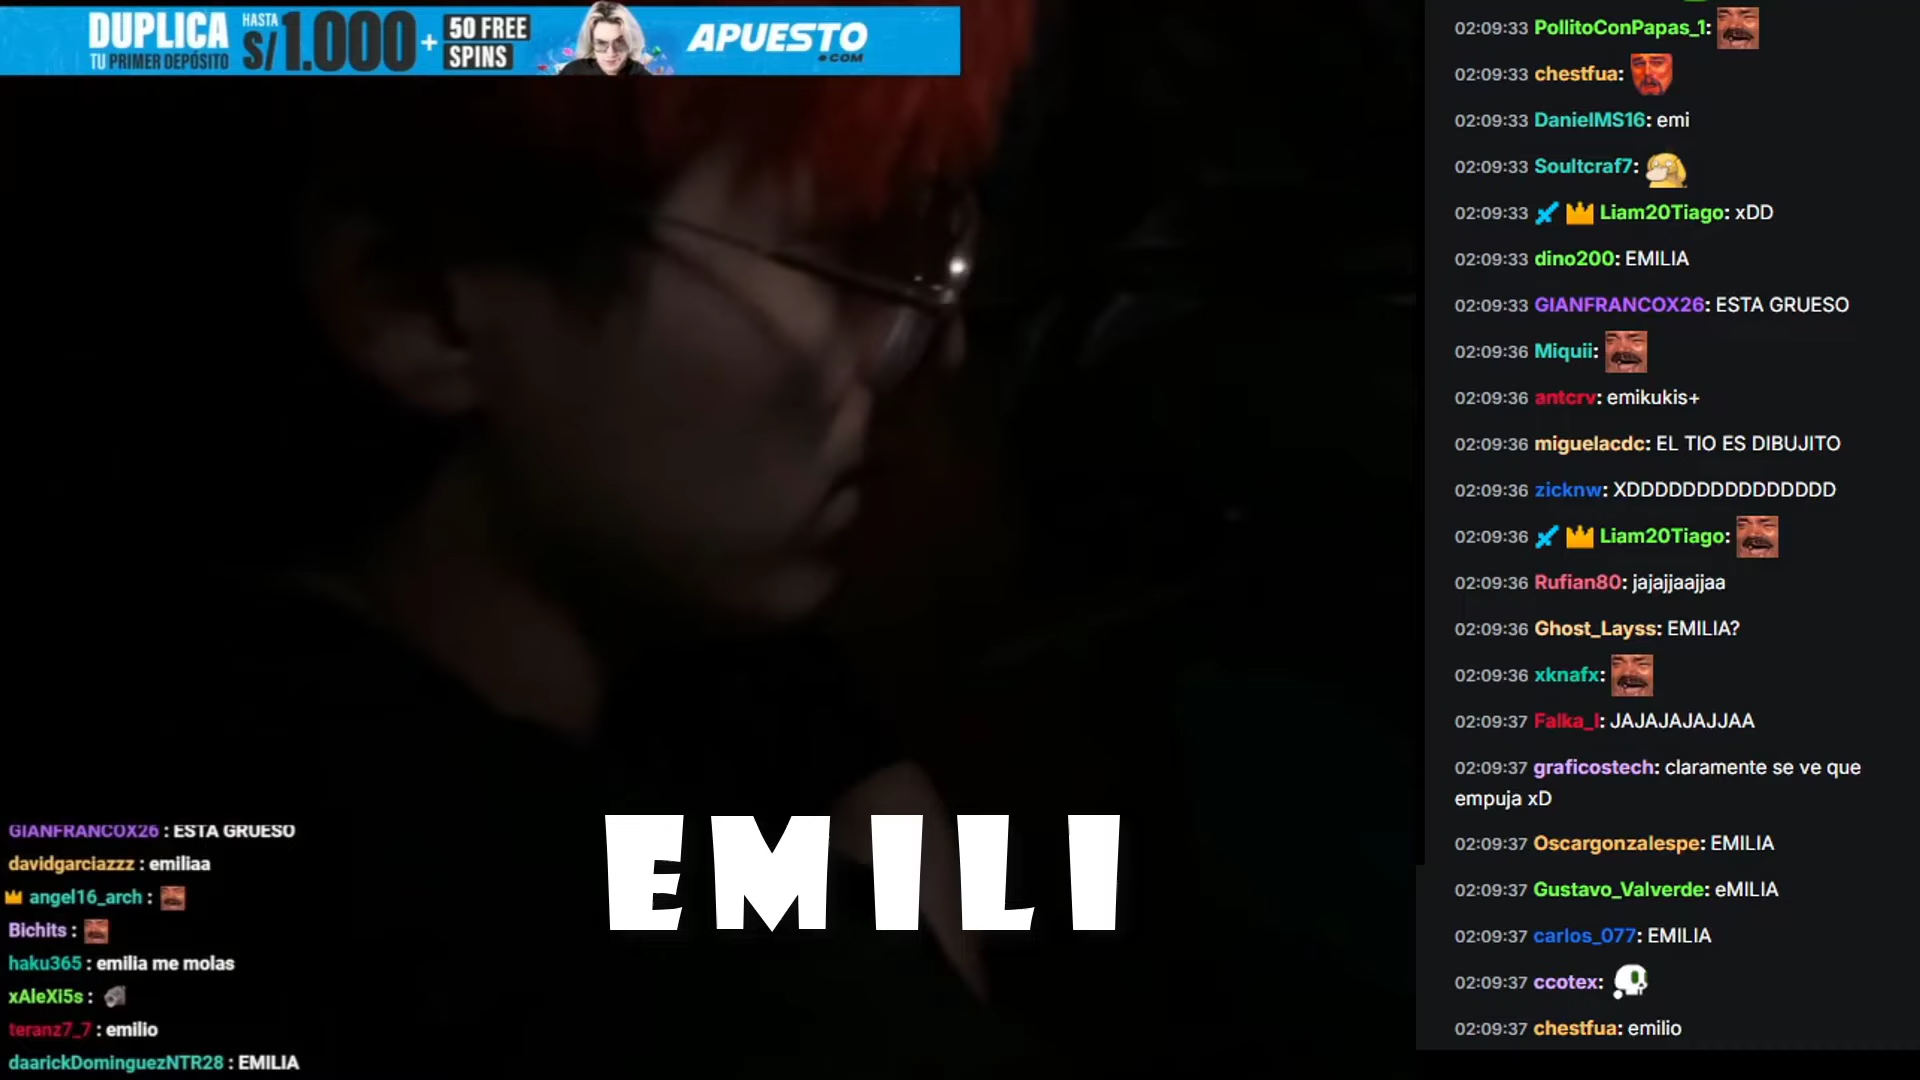 DUPLICA
TU PRIMER DEPÓSITO
HASTA
S/1.000
+
50 FREE
SPINS
APUESTO
.COM
02:09:33 PollitoConPapas_1:
02:09:33 chestfua:
02:09:33 DanielMS16: emi
02:09:33 Soultcraf7:
02:09:33 Liam20Tiago: xDD
02:09:33 dino200: EMILIA
02:09:33 GIANFRANCOX26: ESTA GRUESO
02:09:36 Miquii:
02:09:36 antcrv: emikukis+
02:09:36 miguelacdc: EL TIO ES DIBUJITO
02:09:36 zicknw: XDDDDDDDDDDDDDDD
02:09:36 Liam20Tiago:
02:09:36 Rufian80: jajajjaajjaa
02:09:36 Ghost_Layss: EMILIA?
02:09:36 xknafx:
02:09:37 Falka_l: JAJAJAJAJJAA
02:09:37 graficostech: claramente se ve que
empuja xD
02:09:37 Oscargonzalespe: EMILIA
02:09:37 Gustavo_Valverde: eMILIA
02:09:37 carlos_077: EMILIA
02:09:37 ccotex:
02:09:37 chestfua: emilio
GIANFRANCOX26 : ESTA GRUESO
davidgarciazzz : emiliaa
angel16_arch :
Bichits :
haku365 : emilia me molas
xAleXI5s :
teranz7_7 : emilio
daarickDominguezNTR28 : EMILIA
EMILI